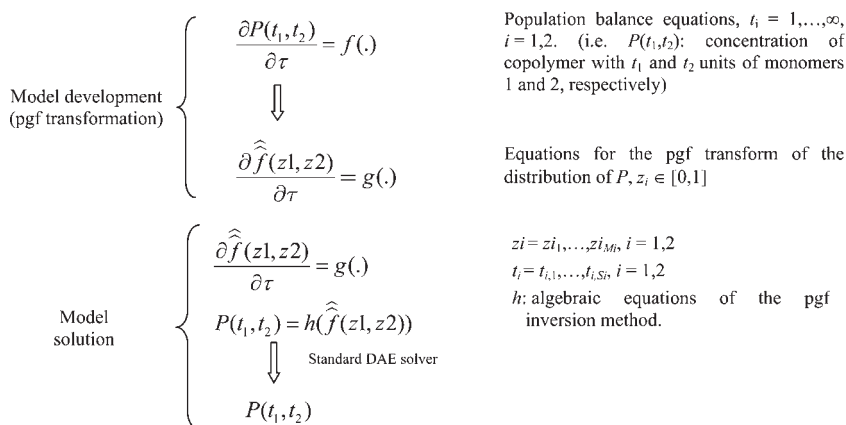 ∂P(t₁,t₂)/∂τ = f(.)
Population balance equations, tᵢ = 1,…,∞,
i = 1,2. (i.e. P(t₁,t₂): concentration of
copolymer with t₁ and t₂ units of monomers
1 and 2, respectively)
Model development
(pgf transformation)
⇓
∂f̂̂(z1, z2)/∂τ = g(.)
Equations for the pgf transform of the
distribution of P, zᵢ ∈ [0,1]
Model
solution
∂f̂̂(z1, z2)/∂τ = g(.)
P(t₁,t₂) = h(f̂̂(z1, z2))
⇓ Standard DAE solver
P(t₁,t₂)
zi = zi₁,…,zi_Mi, i = 1,2
tᵢ = tᵢ,₁,…,tᵢ,Sᵢ, i = 1,2
h: algebraic equations of the pgf
inversion method.